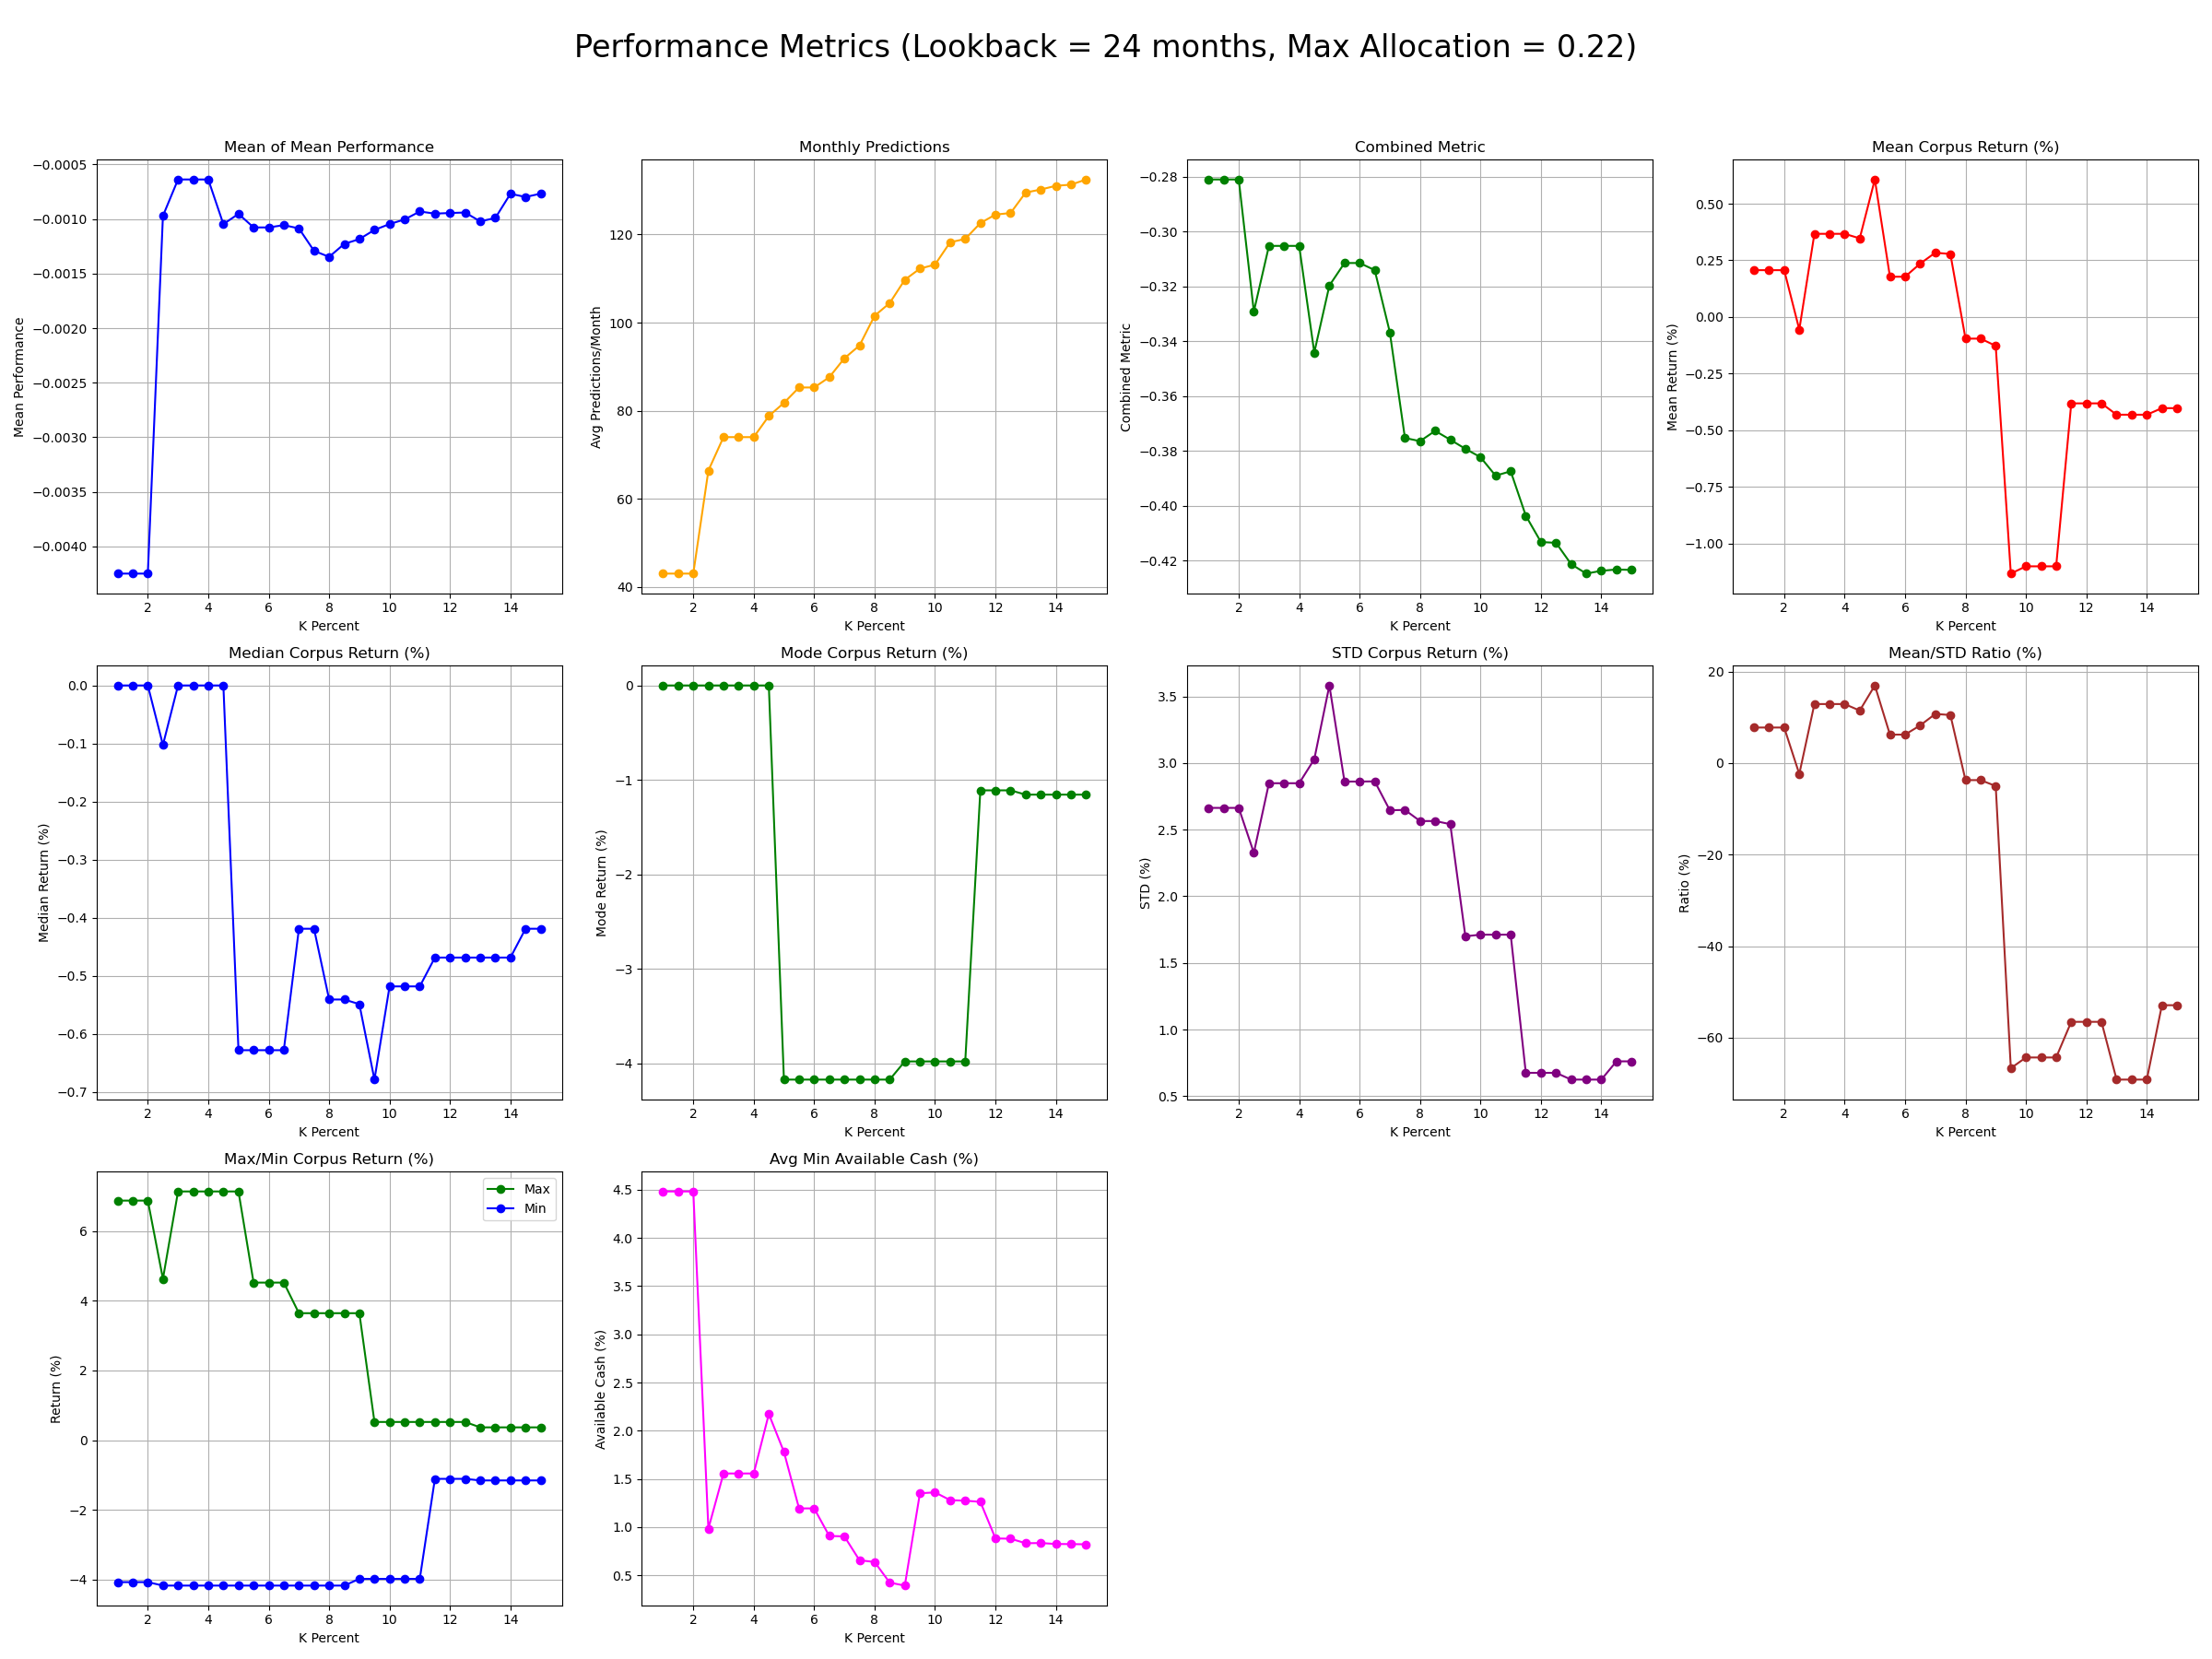 Performance Metrics (Lookback = 24 months, Max Allocation = 0.22)
Mean of Mean Performance
Mean Performance
−0.0005
−0.0010
−0.0015
−0.0020
−0.0025
−0.0030
−0.0035
−0.0040
2 4 6 8 10 12 14
K Percent
Monthly Predictions
Avg Predictions/Month
120
100
80
60
40
2 4 6 8 10 12 14
K Percent
Combined Metric
Combined Metric
−0.28
−0.30
−0.32
−0.34
−0.36
−0.38
−0.40
−0.42
2 4 6 8 10 12 14
K Percent
Mean Corpus Return (%)
Mean Return (%)
0.50
0.25
0.00
−0.25
−0.50
−0.75
−1.00
2 4 6 8 10 12 14
K Percent
Median Corpus Return (%)
Median Return (%)
0.0
−0.1
−0.2
−0.3
−0.4
−0.5
−0.6
−0.7
2 4 6 8 10 12 14
K Percent
Mode Corpus Return (%)
Mode Return (%)
0
−1
−2
−3
−4
2 4 6 8 10 12 14
K Percent
STD Corpus Return (%)
STD (%)
3.5
3.0
2.5
2.0
1.5
1.0
0.5
2 4 6 8 10 12 14
K Percent
Mean/STD Ratio (%)
Ratio (%)
20
0
−20
−40
−60
2 4 6 8 10 12 14
K Percent
Max/Min Corpus Return (%)
Return (%)
6
4
2
0
−2
−4
Max
Min
2 4 6 8 10 12 14
K Percent
Avg Min Available Cash (%)
Available Cash (%)
4.5
4.0
3.5
3.0
2.5
2.0
1.5
1.0
0.5
2 4 6 8 10 12 14
K Percent